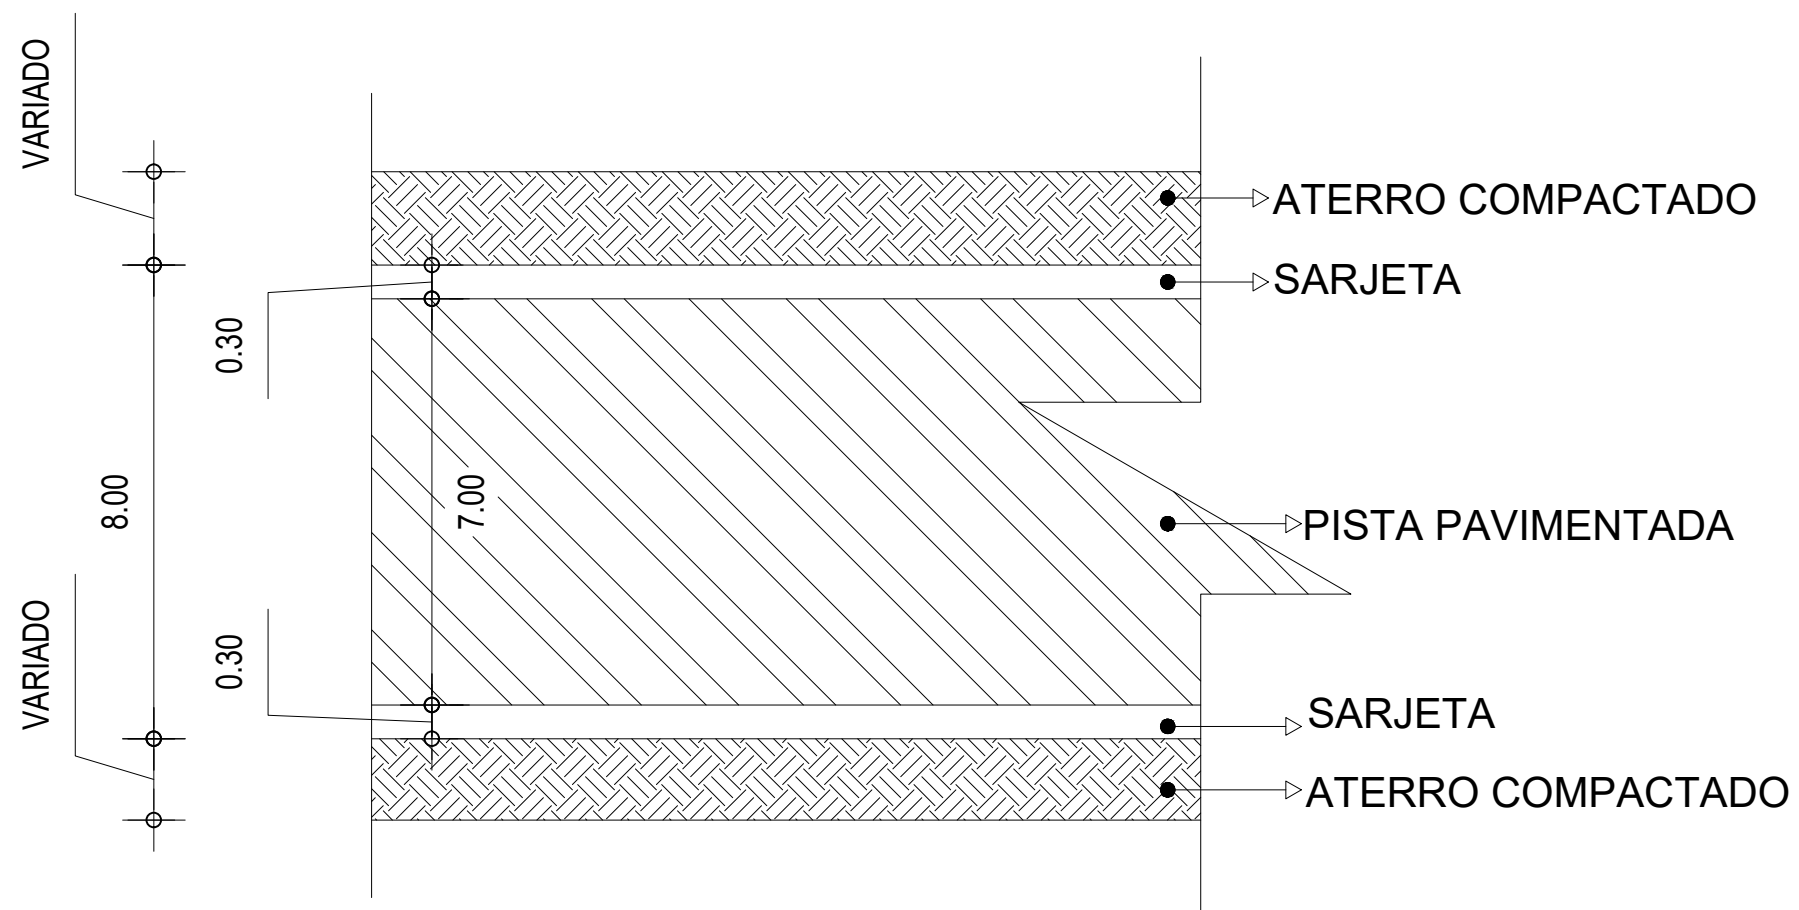 VARIADO
ATERRO COMPACTADO
SARJETA
0.30
8.00
7.00
PISTA PAVIMENTADA
VARIADO
0.30
SARJETA
ATERRO COMPACTADO